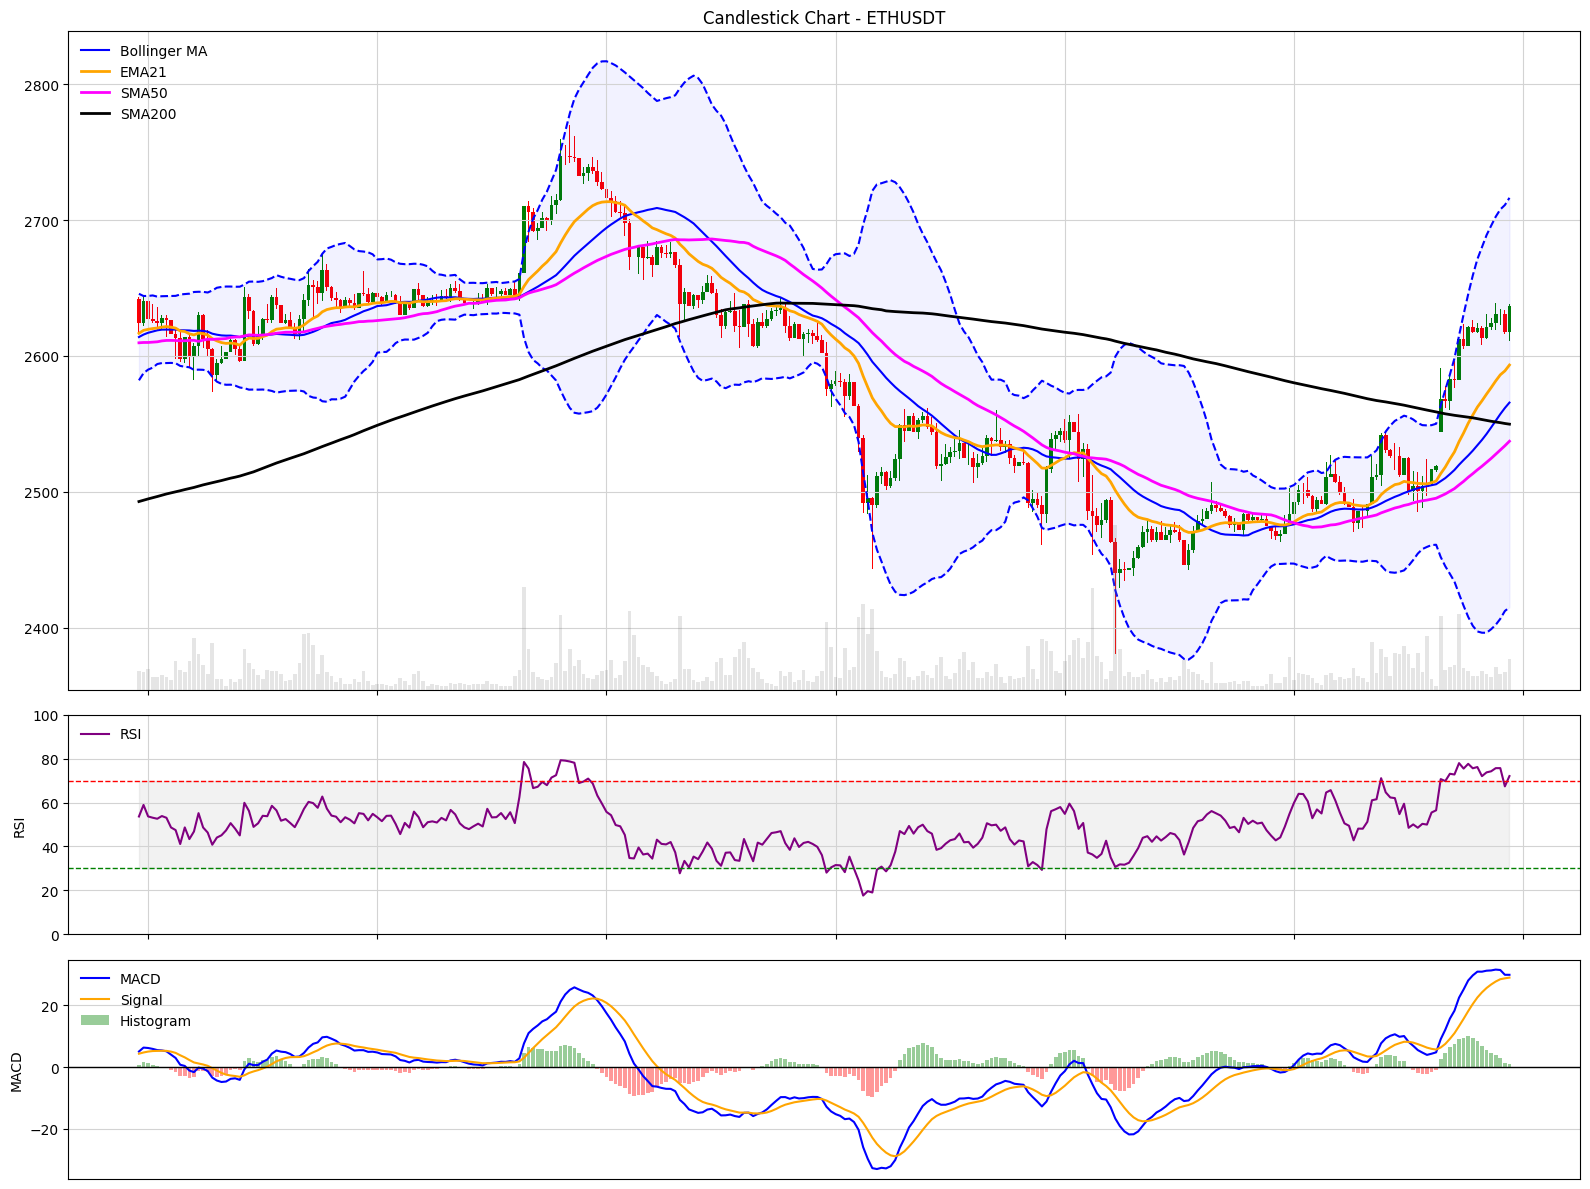 Candlestick Chart - ETHUSDT
Bollinger MA
EMA21
SMA50
SMA200
2800
2700
2600
2500
2400
RSI
100
80
60
40
20
0
RSI
MACD
Signal
Histogram
20
0
−20
MACD